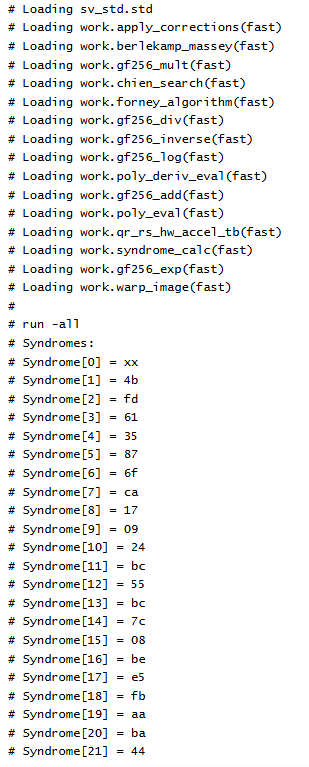 # Loading sv_std.std
# Loading work.apply_corrections(fast)
# Loading work.berlekamp_massey(fast)
# Loading work.gf256_mult(fast)
# Loading work.chien_search(fast)
# Loading work.forney_algorithm(fast)
# Loading work.gf256_div(fast)
# Loading work.gf256_inverse(fast)
# Loading work.gf256_log(fast)
# Loading work.poly_deriv_eval(fast)
# Loading work.gf256_add(fast)
# Loading work.poly_eval(fast)
# Loading work.qr_rs_hw_accel_tb(fast)
# Loading work.syndrome_calc(fast)
# Loading work.gf256_exp(fast)
# Loading work.warp_image(fast)
#
# run -all
# Syndromes:
# Syndrome[0] = xx
# Syndrome[1] = 4b
# Syndrome[2] = fd
# Syndrome[3] = 61
# Syndrome[4] = 35
# Syndrome[5] = 87
# Syndrome[6] = 6f
# Syndrome[7] = ca
# Syndrome[8] = 17
# Syndrome[9] = 09
# Syndrome[10] = 24
# Syndrome[11] = bc
# Syndrome[12] = 55
# Syndrome[13] = bc
# Syndrome[14] = 7c
# Syndrome[15] = 08
# Syndrome[16] = be
# Syndrome[17] = e5
# Syndrome[18] = fb
# Syndrome[19] = aa
# Syndrome[20] = ba
# Syndrome[21] = 44